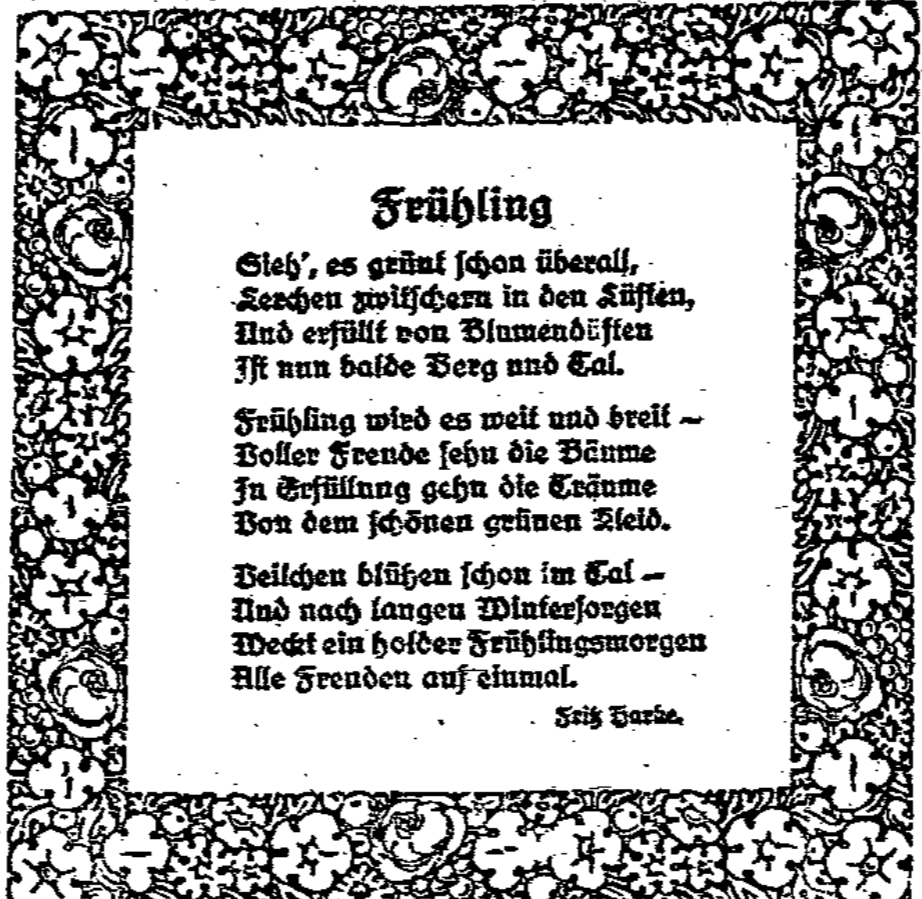 Frühling
Sieh', es grünt schon überall,
Lerchen zwitschern in den Lüften,
Und erfüllt von Blumendüften
Ist nun balde Berg und Tal.
Frühling wird es weit und breit –
Voller Freude sehn die Bäume
In Erfüllung gehn die Träume
Von dem schönen grünen Kleid.
Veilchen blühen schon im Tal –
Und nach langen Wintersorgen
Weckt ein holder Frühlingsmorgen
Alle Freuden auf einmal.
Fritz